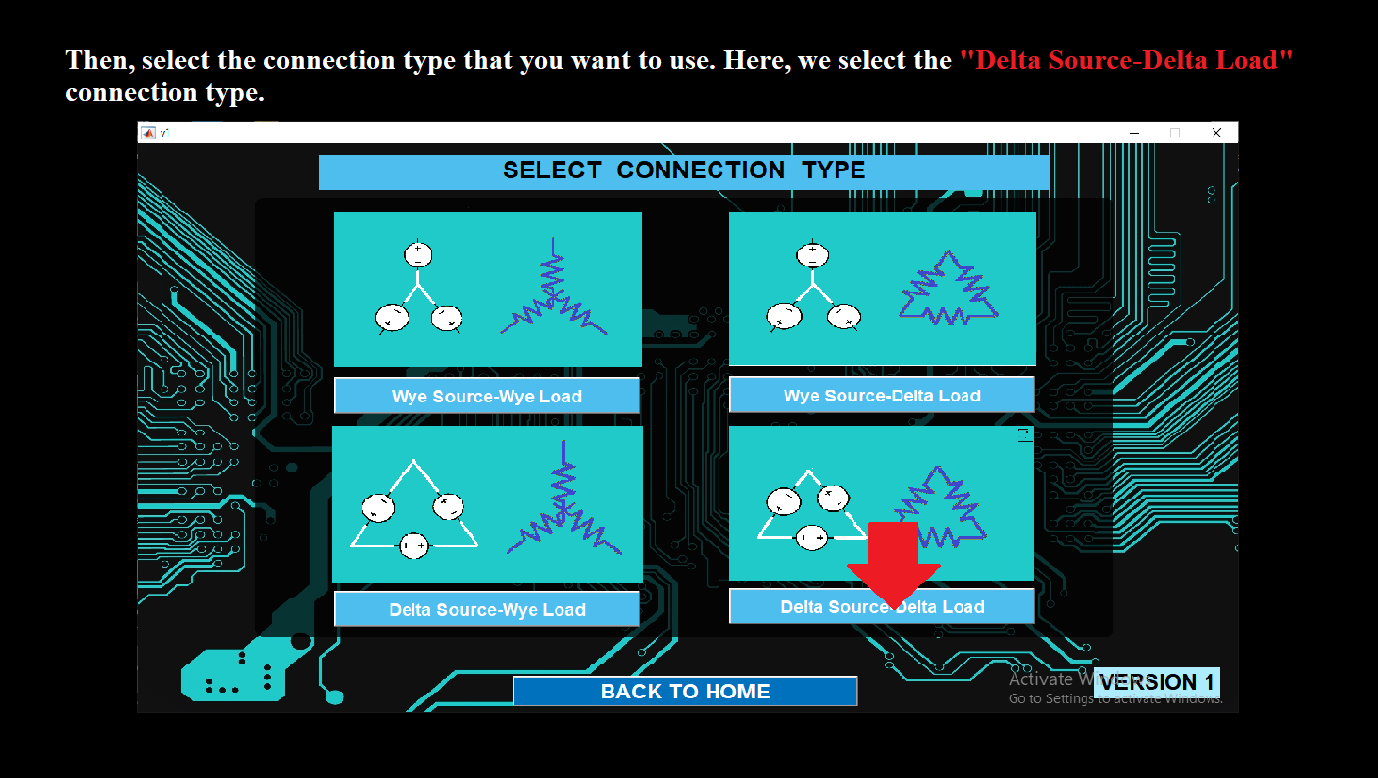 Then, select the connection type that you want to use. Here, we select the "Delta Source-Delta Load"
connection type.
v1
SELECT CONNECTION TYPE
Wye Source-Wye Load
Wye Source-Delta Load
Delta Source-Wye Load
Delta Source-Delta Load
BACK TO HOME
VERSION 1
Activate Windows
Go to Settings to activate Windows.